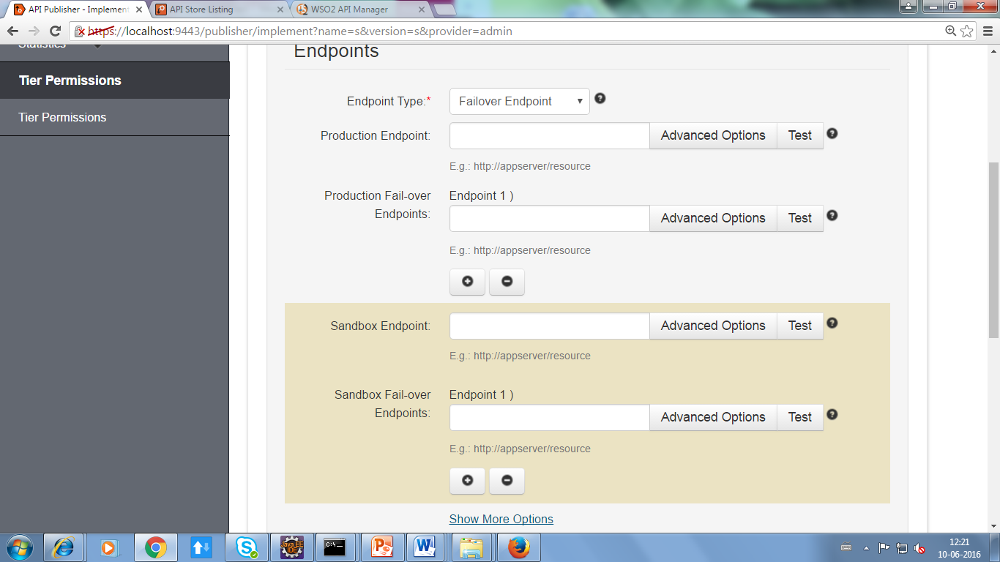 API Publisher - Implement
API Store Listing
WSO2 API Manager
https://localhost:9443/publisher/implement?name=s&version=s&provider=admin
Statistics
Tier Permissions
Tier Permissions
Endpoints
Endpoint Type:*
Failover Endpoint
Production Endpoint:
Advanced Options
Test
E.g.: http://appserver/resource
Production Fail-over
Endpoints:
Endpoint 1 )
Advanced Options
Test
E.g.: http://appserver/resource
Sandbox Endpoint:
Advanced Options
Test
E.g.: http://appserver/resource
Sandbox Fail-over
Endpoints:
Endpoint 1 )
Advanced Options
Test
E.g.: http://appserver/resource
Show More Options
Java EE
IDE
C:\
12:21
10-06-2016